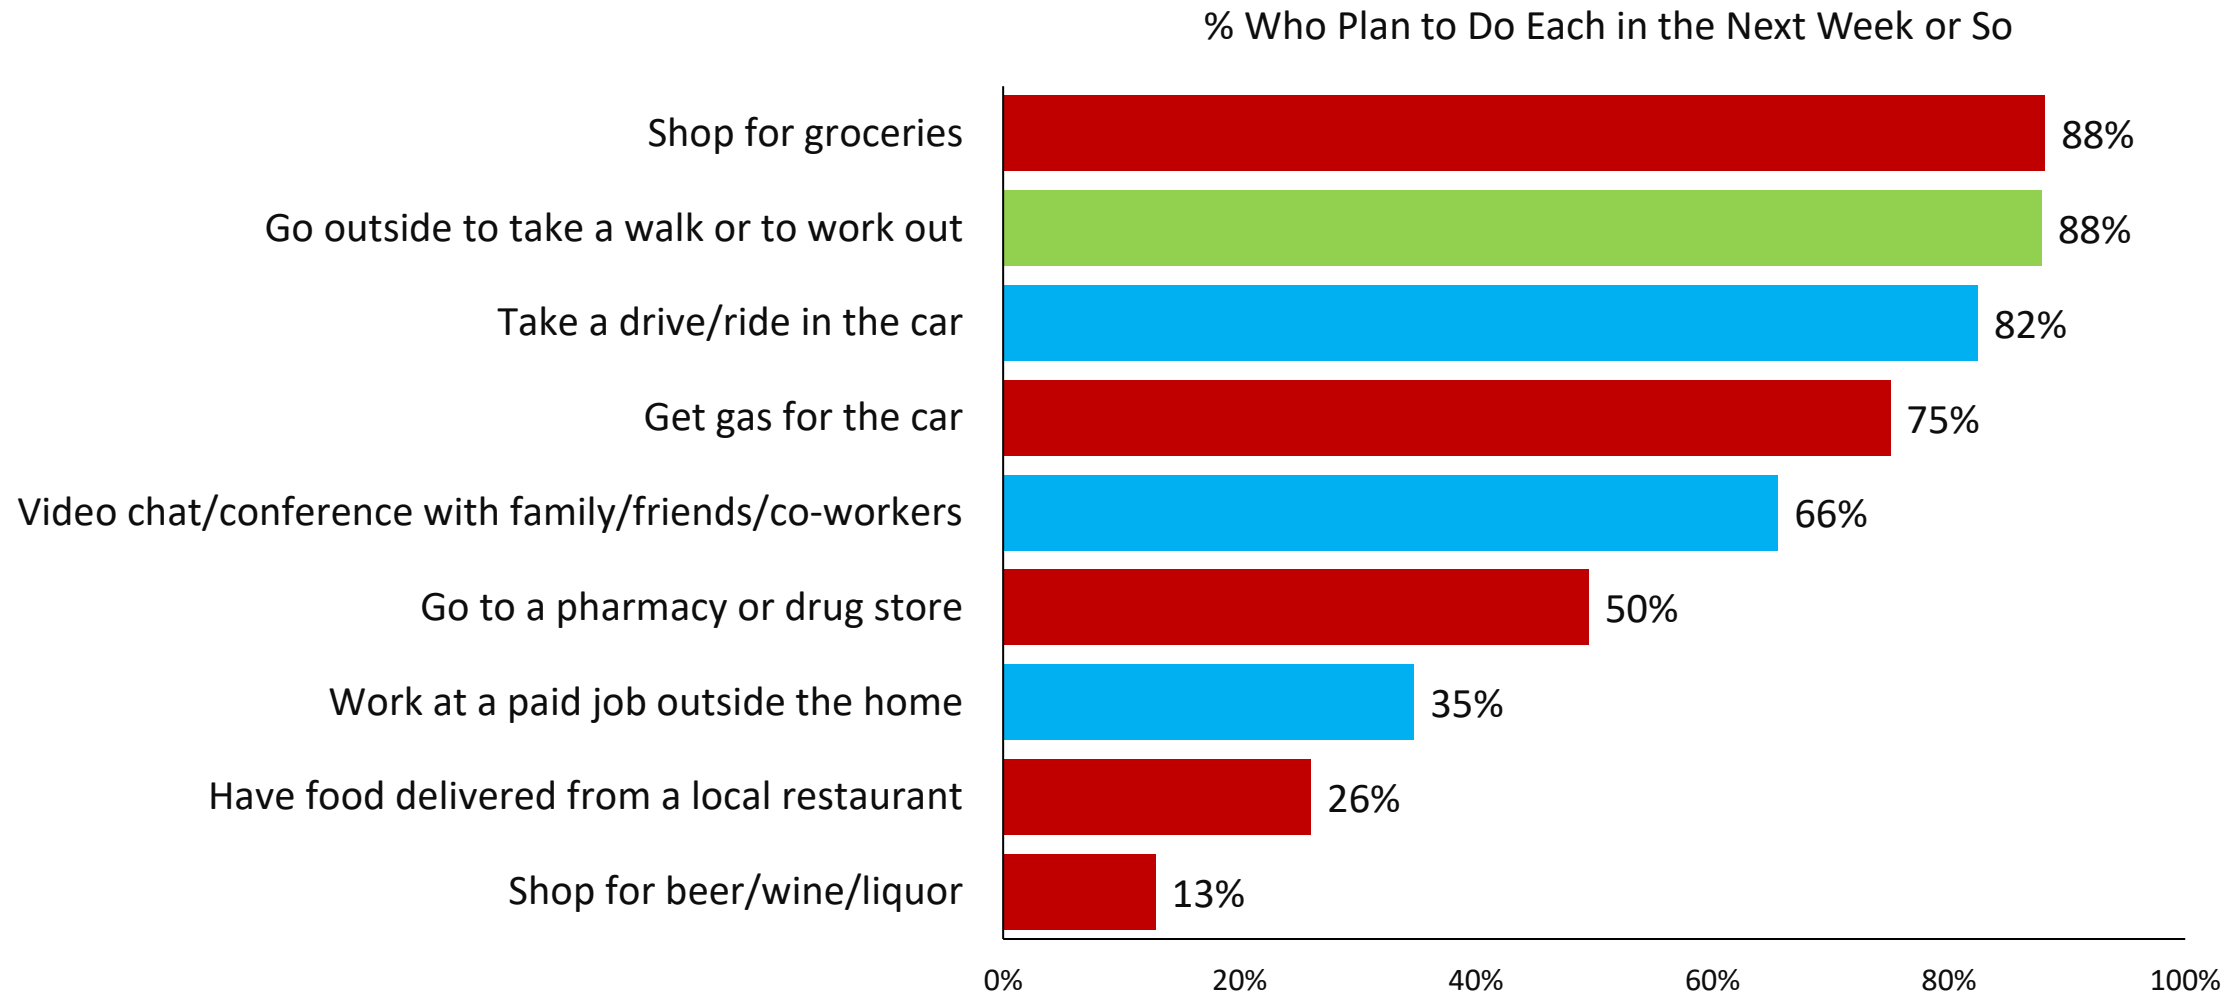 % Who Plan to Do Each in the Next Week or So
Shop for groceries 88%
Go outside to take a walk or to work out 88%
Take a drive/ride in the car 82%
Get gas for the car 75%
Video chat/conference with family/friends/co-workers 66%
Go to a pharmacy or drug store 50%
Work at a paid job outside the home 35%
Have food delivered from a local restaurant 26%
Shop for beer/wine/liquor 13%
0% 20% 40% 60% 80% 100%